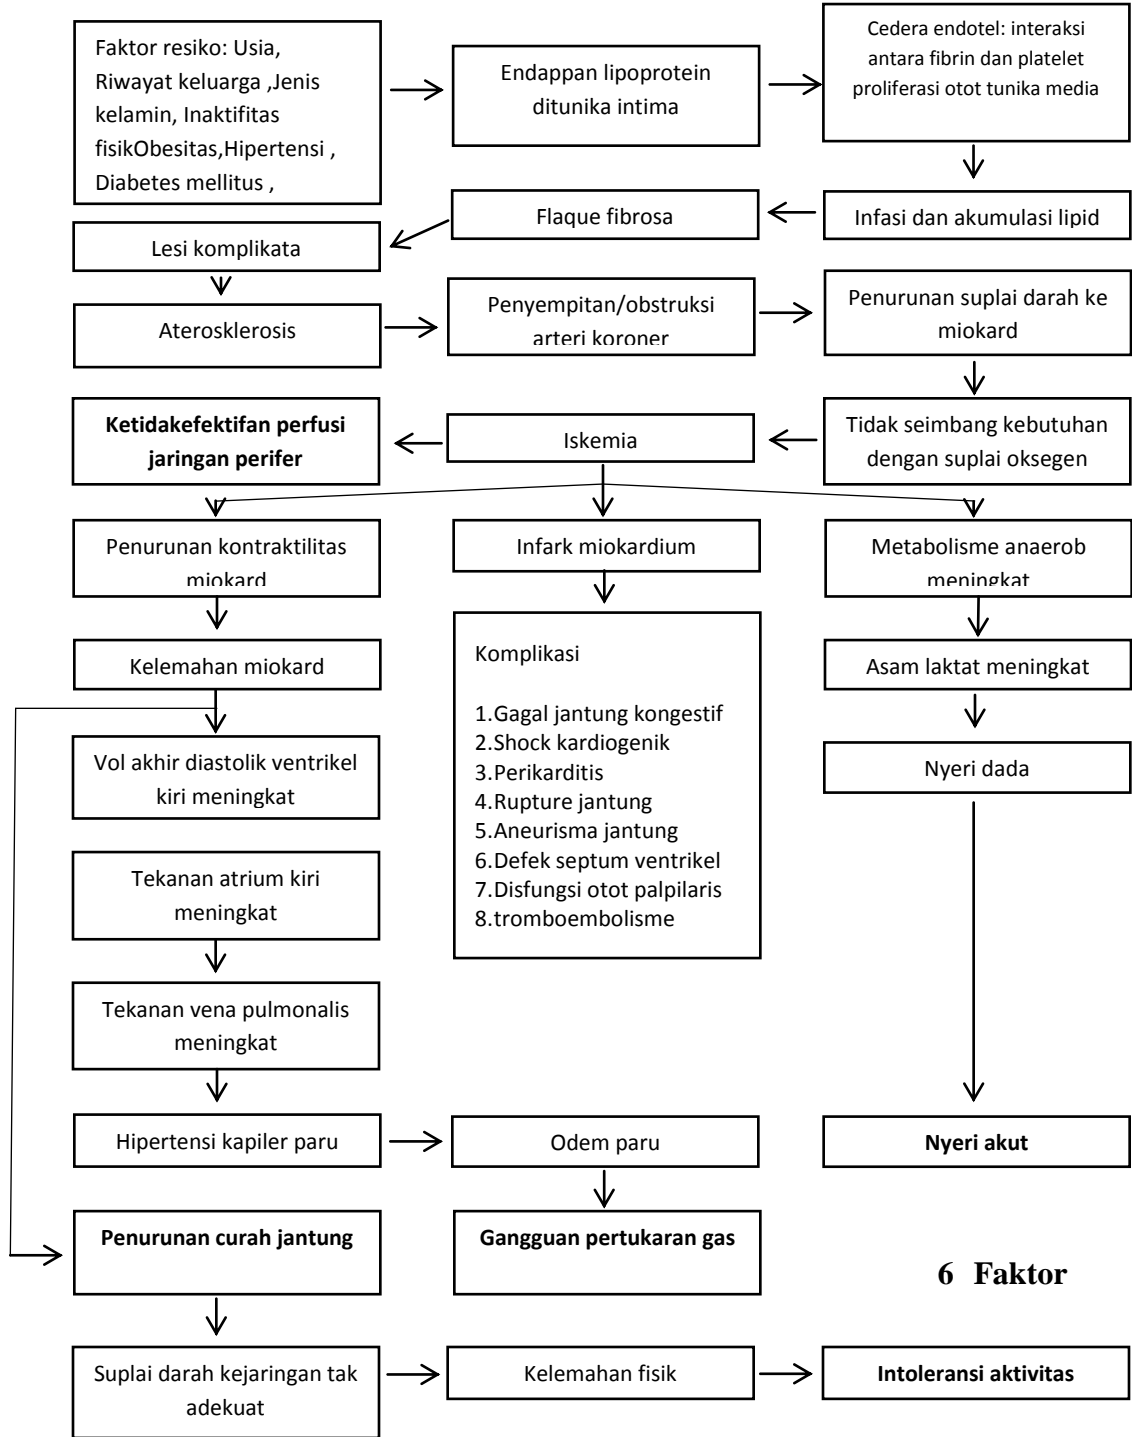 Faktor resiko: Usia,
Riwayat keluarga ,Jenis
kelamin, Inaktifitas
fisikObesitas,Hipertensi ,
Diabetes mellitus ,
Endappan lipoprotein
ditunika intima
Cedera endotel: interaksi
antara fibrin dan platelet
proliferasi otot tunika media
Infasi dan akumulasi lipid
Flaque fibrosa
Lesi komplikata
Aterosklerosis
Penyempitan/obstruksi
arteri koroner
Penurunan suplai darah ke
miokard
Tidak seimbang kebutuhan
dengan suplai oksegen
Iskemia
Ketidakefektifan perfusi
jaringan perifer
Penurunan kontraktilitas
miokard
Infark miokardium
Metabolisme anaerob
meningkat
Kelemahan miokard
Komplikasi
1.Gagal jantung kongestif
2.Shock kardiogenik
3.Perikarditis
4.Rupture jantung
5.Aneurisma jantung
6.Defek septum ventrikel
7.Disfungsi otot palpilaris
8.tromboembolisme
Asam laktat meningkat
Vol akhir diastolik ventrikel
kiri meningkat
Nyeri dada
Tekanan atrium kiri
meningkat
Tekanan vena pulmonalis
meningkat
Hipertensi kapiler paru
Odem paru
Nyeri akut
Penurunan curah jantung
Gangguan pertukaran gas
6 Faktor
Suplai darah kejaringan tak
adekuat
Kelemahan fisik
Intoleransi aktivitas